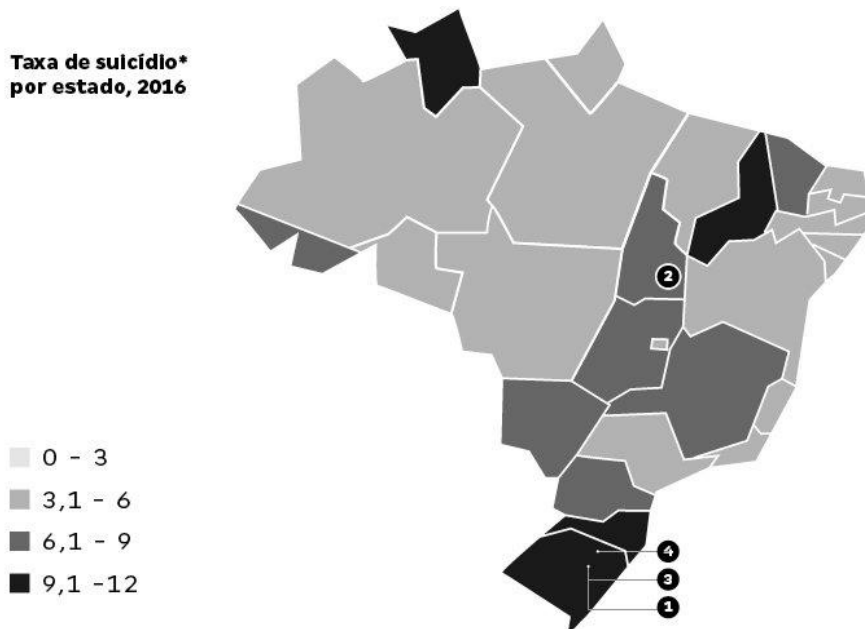 Taxa de suicídio*
por estado, 2016
2
0 - 3
3,1 - 6
6,1 - 9
9,1 -12
4
3
1